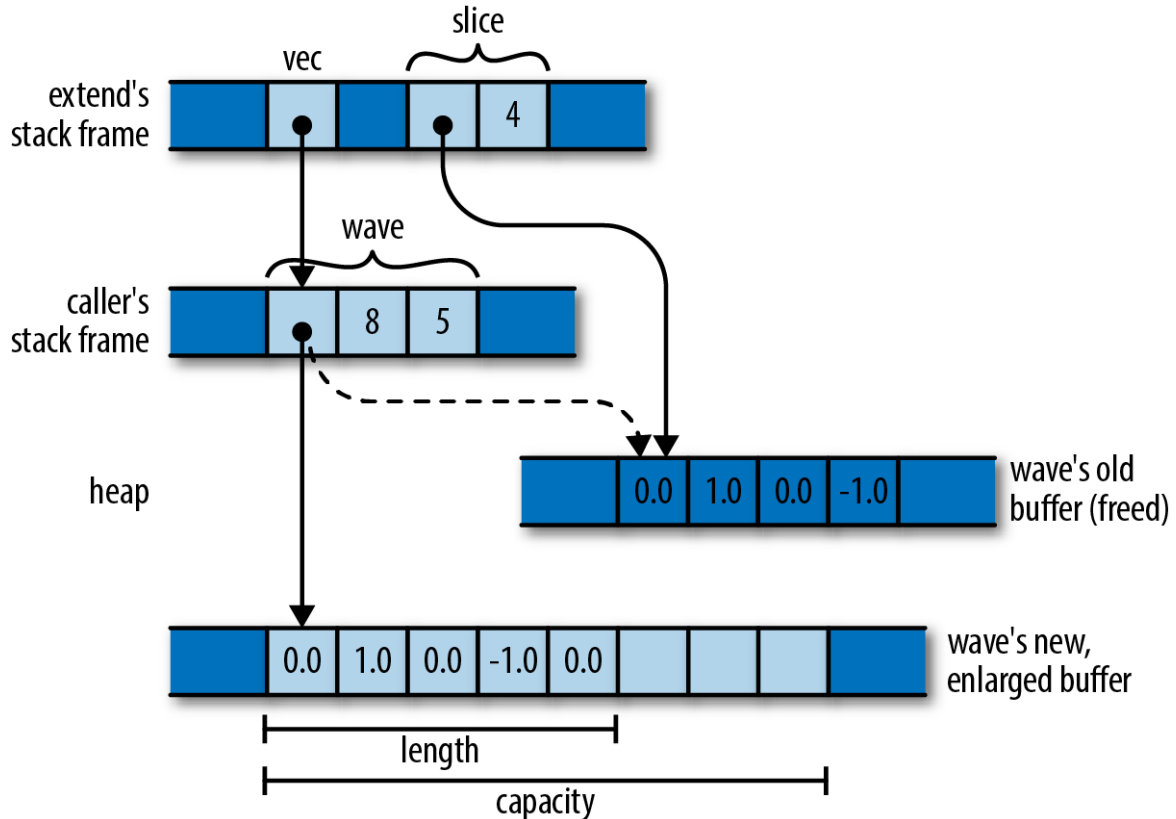 slice
vec
extend's
stack frame
4
wave
caller's
stack frame
8 5
heap
0.0 1.0 0.0 -1.0
wave's old
buffer (freed)
0.0 1.0 0.0 -1.0 0.0
wave's new,
enlarged buffer
length
capacity